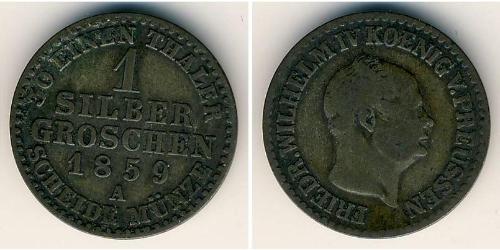 30 EINEN THALER
1
SILBER
GROSCHEN
1859
A
SCHEIDE MÜNZE
FRIEDR. WILHELM IV KOENIG V. PREUSSEN